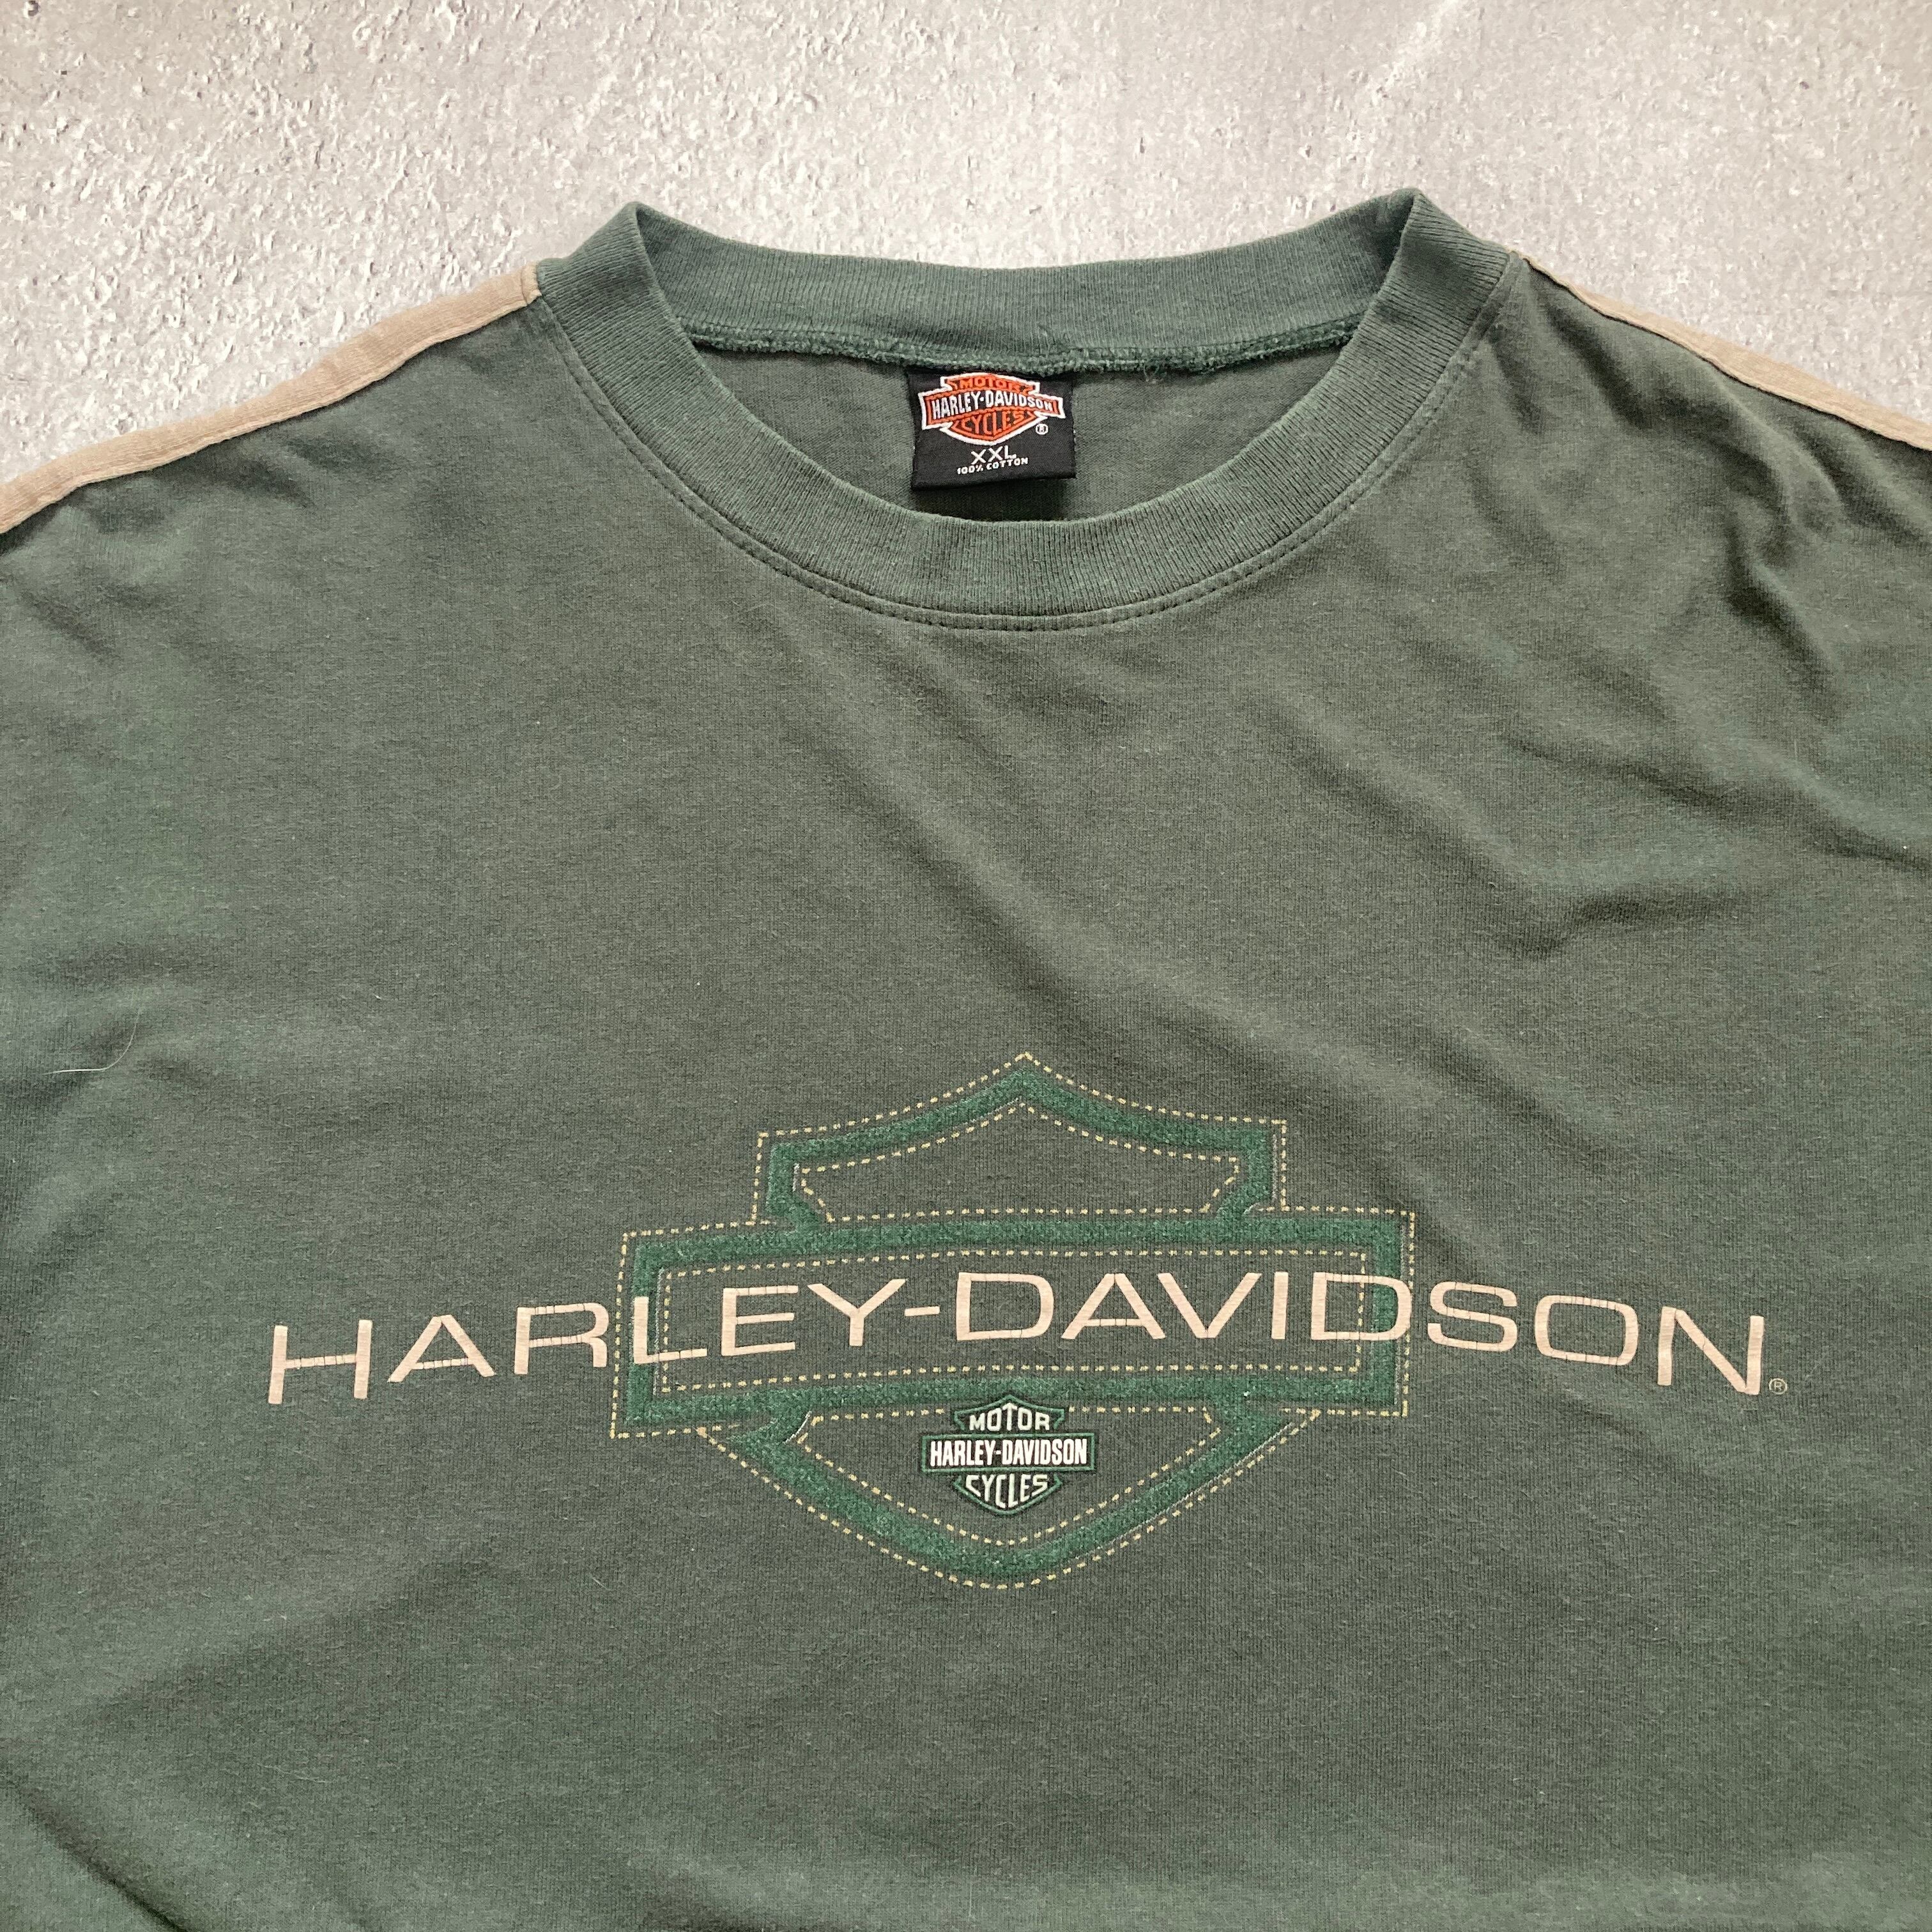 MOTOR
HARLEY-DAVIDSON
CYCLES ®
XXL
100% COTTON
HARLEY-DAVIDSON ®
MOTOR
HARLEY-DAVIDSON
CYCLES